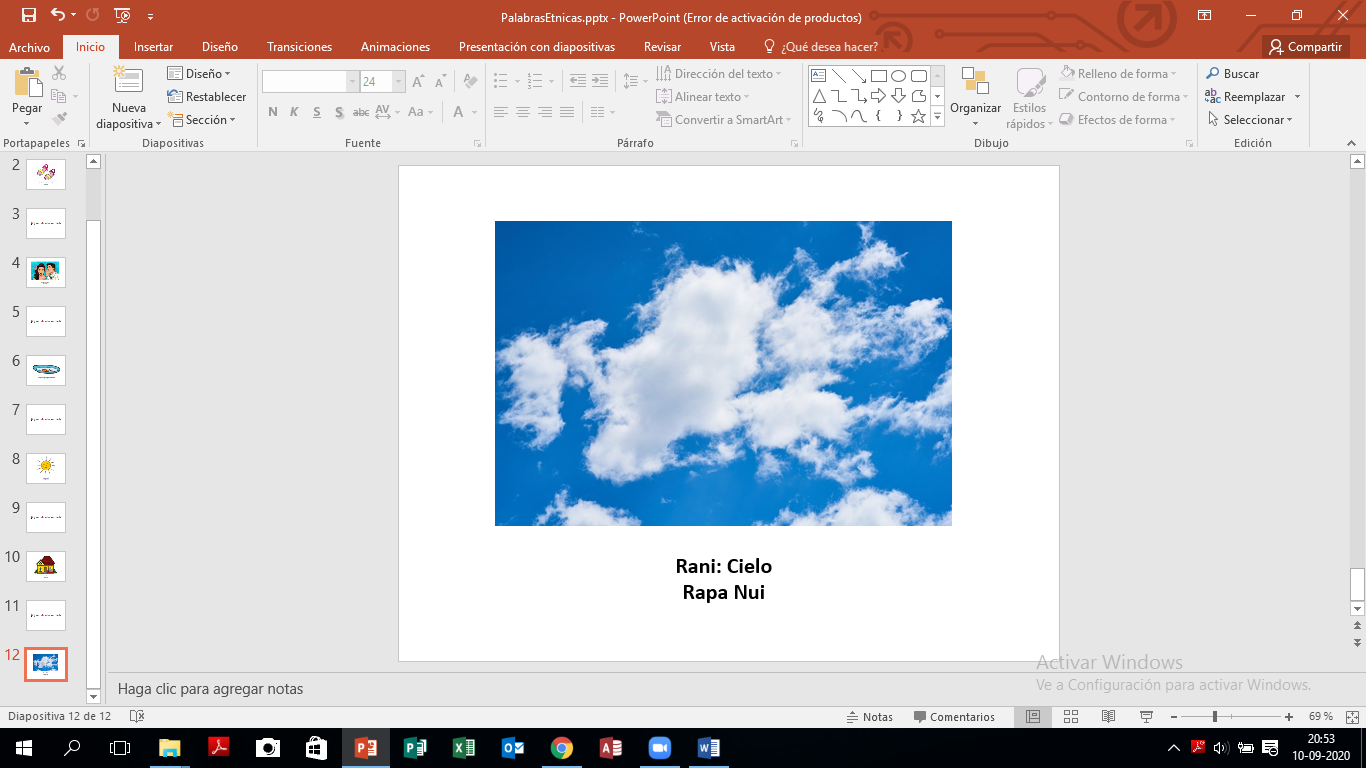 PalabrasEtnicas.pptx - PowerPoint (Error de activación de productos)
Archivo Inicio Insertar Diseño Transiciones Animaciones Presentación con diapositivas Revisar Vista ¿Qué desea hacer? Compartir
Pegar
Portapapeles
Nueva diapositiva
Diseño
Restablecer
Sección
Diapositivas
24
N K S S abc AV Aa A
Fuente
Dirección del texto
Alinear texto
Convertir a SmartArt
Párrafo
Organizar
Estilos rápidos
Relleno de forma
Contorno de forma
Efectos de forma
Dibujo
Buscar
Reemplazar
Seleccionar
Edición
2
3
4
5
6
7
8
9
10
11
12
Rani: Cielo
Rapa Nui
Activar Windows
Ve a Configuración para activar Windows.
Haga clic para agregar notas
Diapositiva 12 de 12 Notas Comentarios 69 %
20:53
10-09-2020